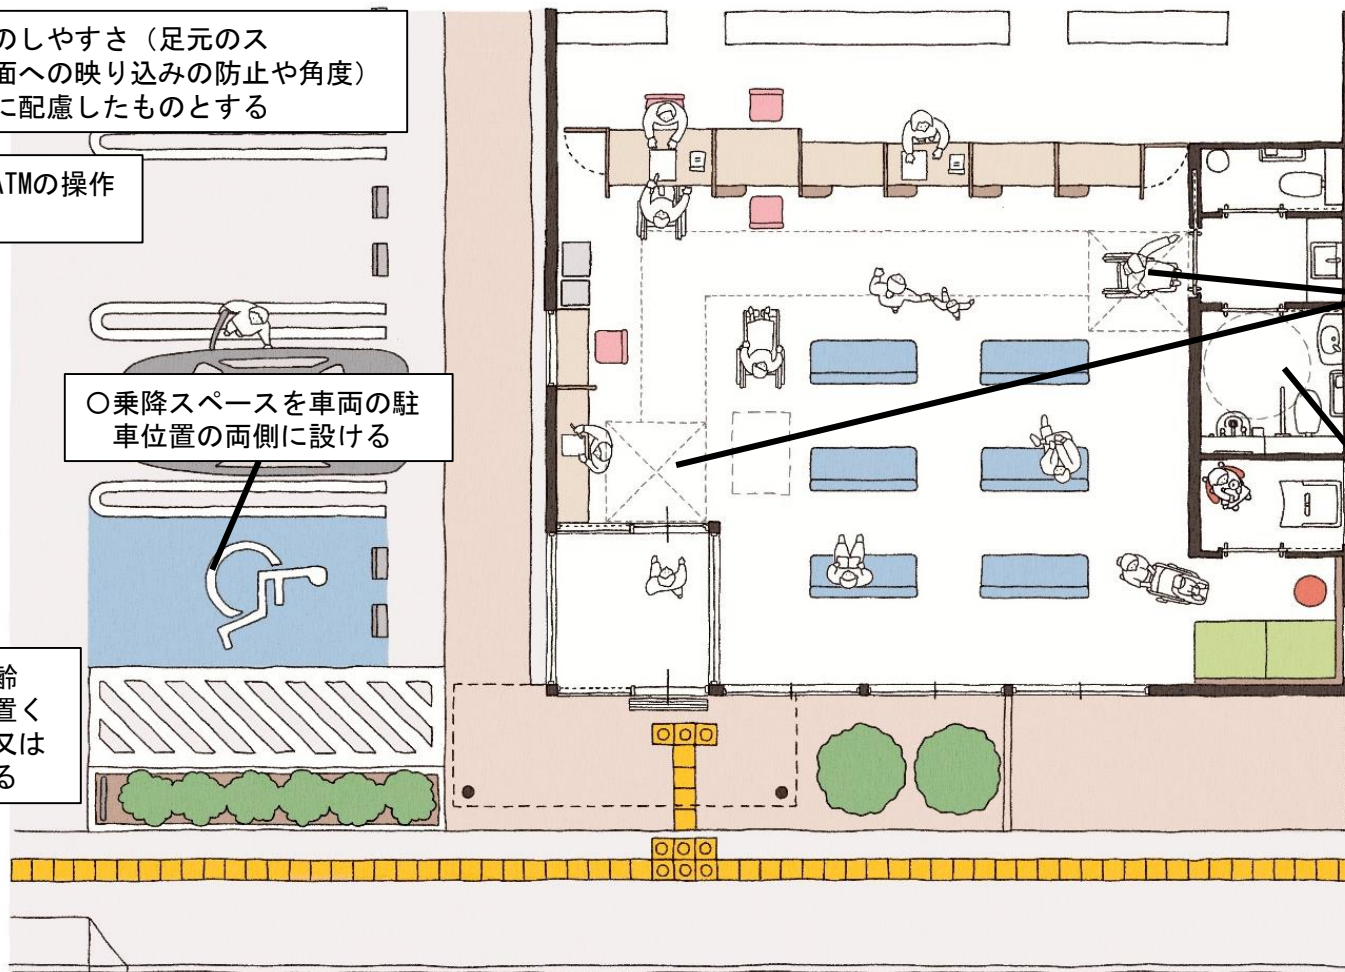 のしやすさ（足元のス
面への映り込みの防止や角度）
に配慮したものとする
ATMの操作
○乗降スペースを車両の駐
車位置の両側に設ける
齢
置く
又は
る